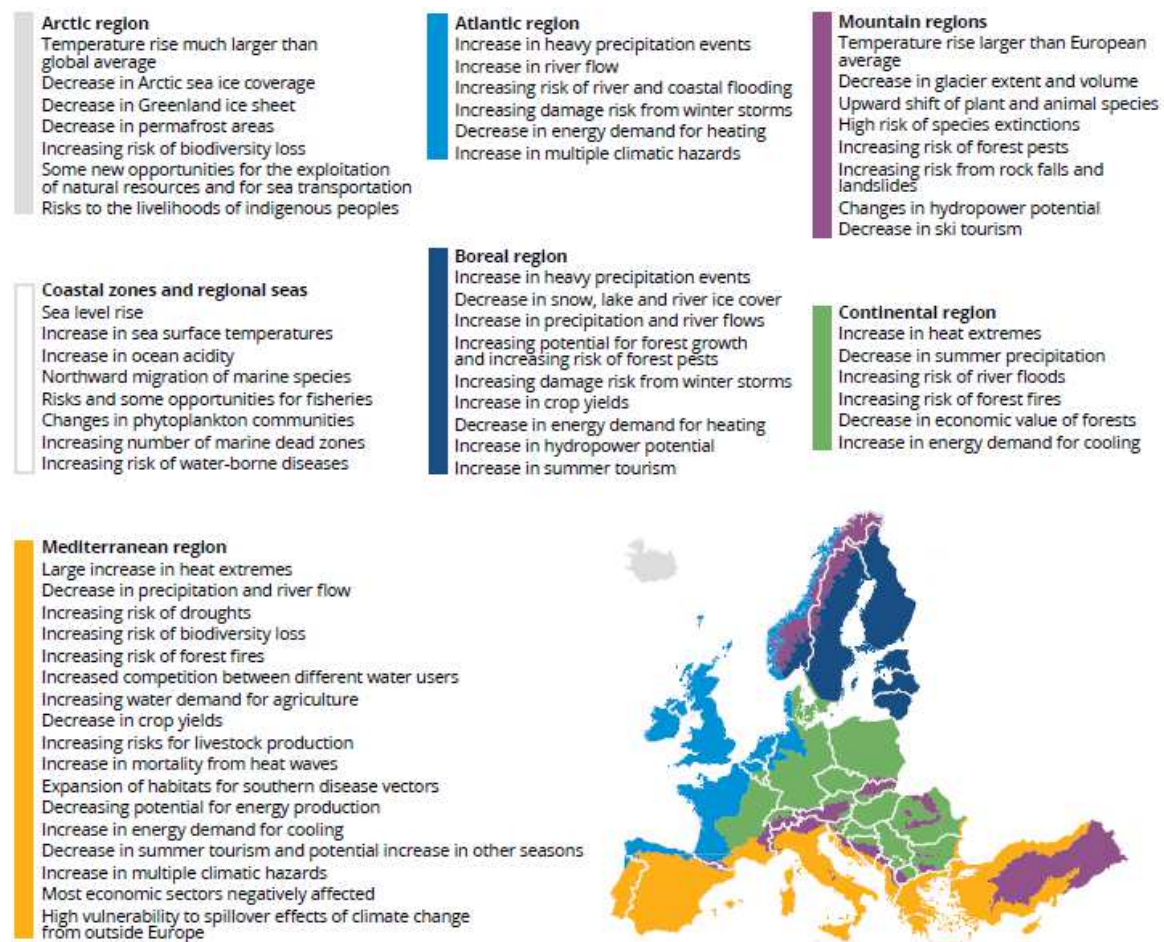 Arctic region
Temperature rise much larger than
global average
Decrease in Arctic sea ice coverage
Decrease in Greenland ice sheet
Decrease in permafrost areas
Increasing risk of biodiversity loss
Some new opportunities for the exploitation
of natural resources and for sea transportation
Risks to the livelihoods of indigenous peoples
Atlantic region
Increase in heavy precipitation events
Increase in river flow
Increasing risk of river and coastal flooding
Increasing damage risk from winter storms
Decrease in energy demand for heating
Increase in multiple climatic hazards
Mountain regions
Temperature rise larger than European
average
Decrease in glacier extent and volume
Upward shift of plant and animal species
High risk of species extinctions
Increasing risk of forest pests
Increasing risk from rock falls and
landslides
Changes in hydropower potential
Decrease in ski tourism
Coastal zones and regional seas
Sea level rise
Increase in sea surface temperatures
Increase in ocean acidity
Northward migration of marine species
Risks and some opportunities for fisheries
Changes in phytoplankton communities
Increasing number of marine dead zones
Increasing risk of water-borne diseases
Boreal region
Increase in heavy precipitation events
Decrease in snow, lake and river ice cover
Increase in precipitation and river flows
Increasing potential for forest growth
and increasing risk of forest pests
Increasing damage risk from winter storms
Increase in crop yields
Decrease in energy demand for heating
Increase in hydropower potential
Increase in summer tourism
Continental region
Increase in heat extremes
Decrease in summer precipitation
Increasing risk of river floods
Increasing risk of forest fires
Decrease in economic value of forests
Increase in energy demand for cooling
Mediterranean region
Large increase in heat extremes
Decrease in precipitation and river flow
Increasing risk of droughts
Increasing risk of biodiversity loss
Increasing risk of forest fires
Increased competition between different water users
Increasing water demand for agriculture
Decrease in crop yields
Increasing risks for livestock production
Increase in mortality from heat waves
Expansion of habitats for southern disease vectors
Decreasing potential for energy production
Increase in energy demand for cooling
Decrease in summer tourism and potential increase in other seasons
Increase in multiple climatic hazards
Most economic sectors negatively affected
High vulnerability to spillover effects of climate change
from outside Europe